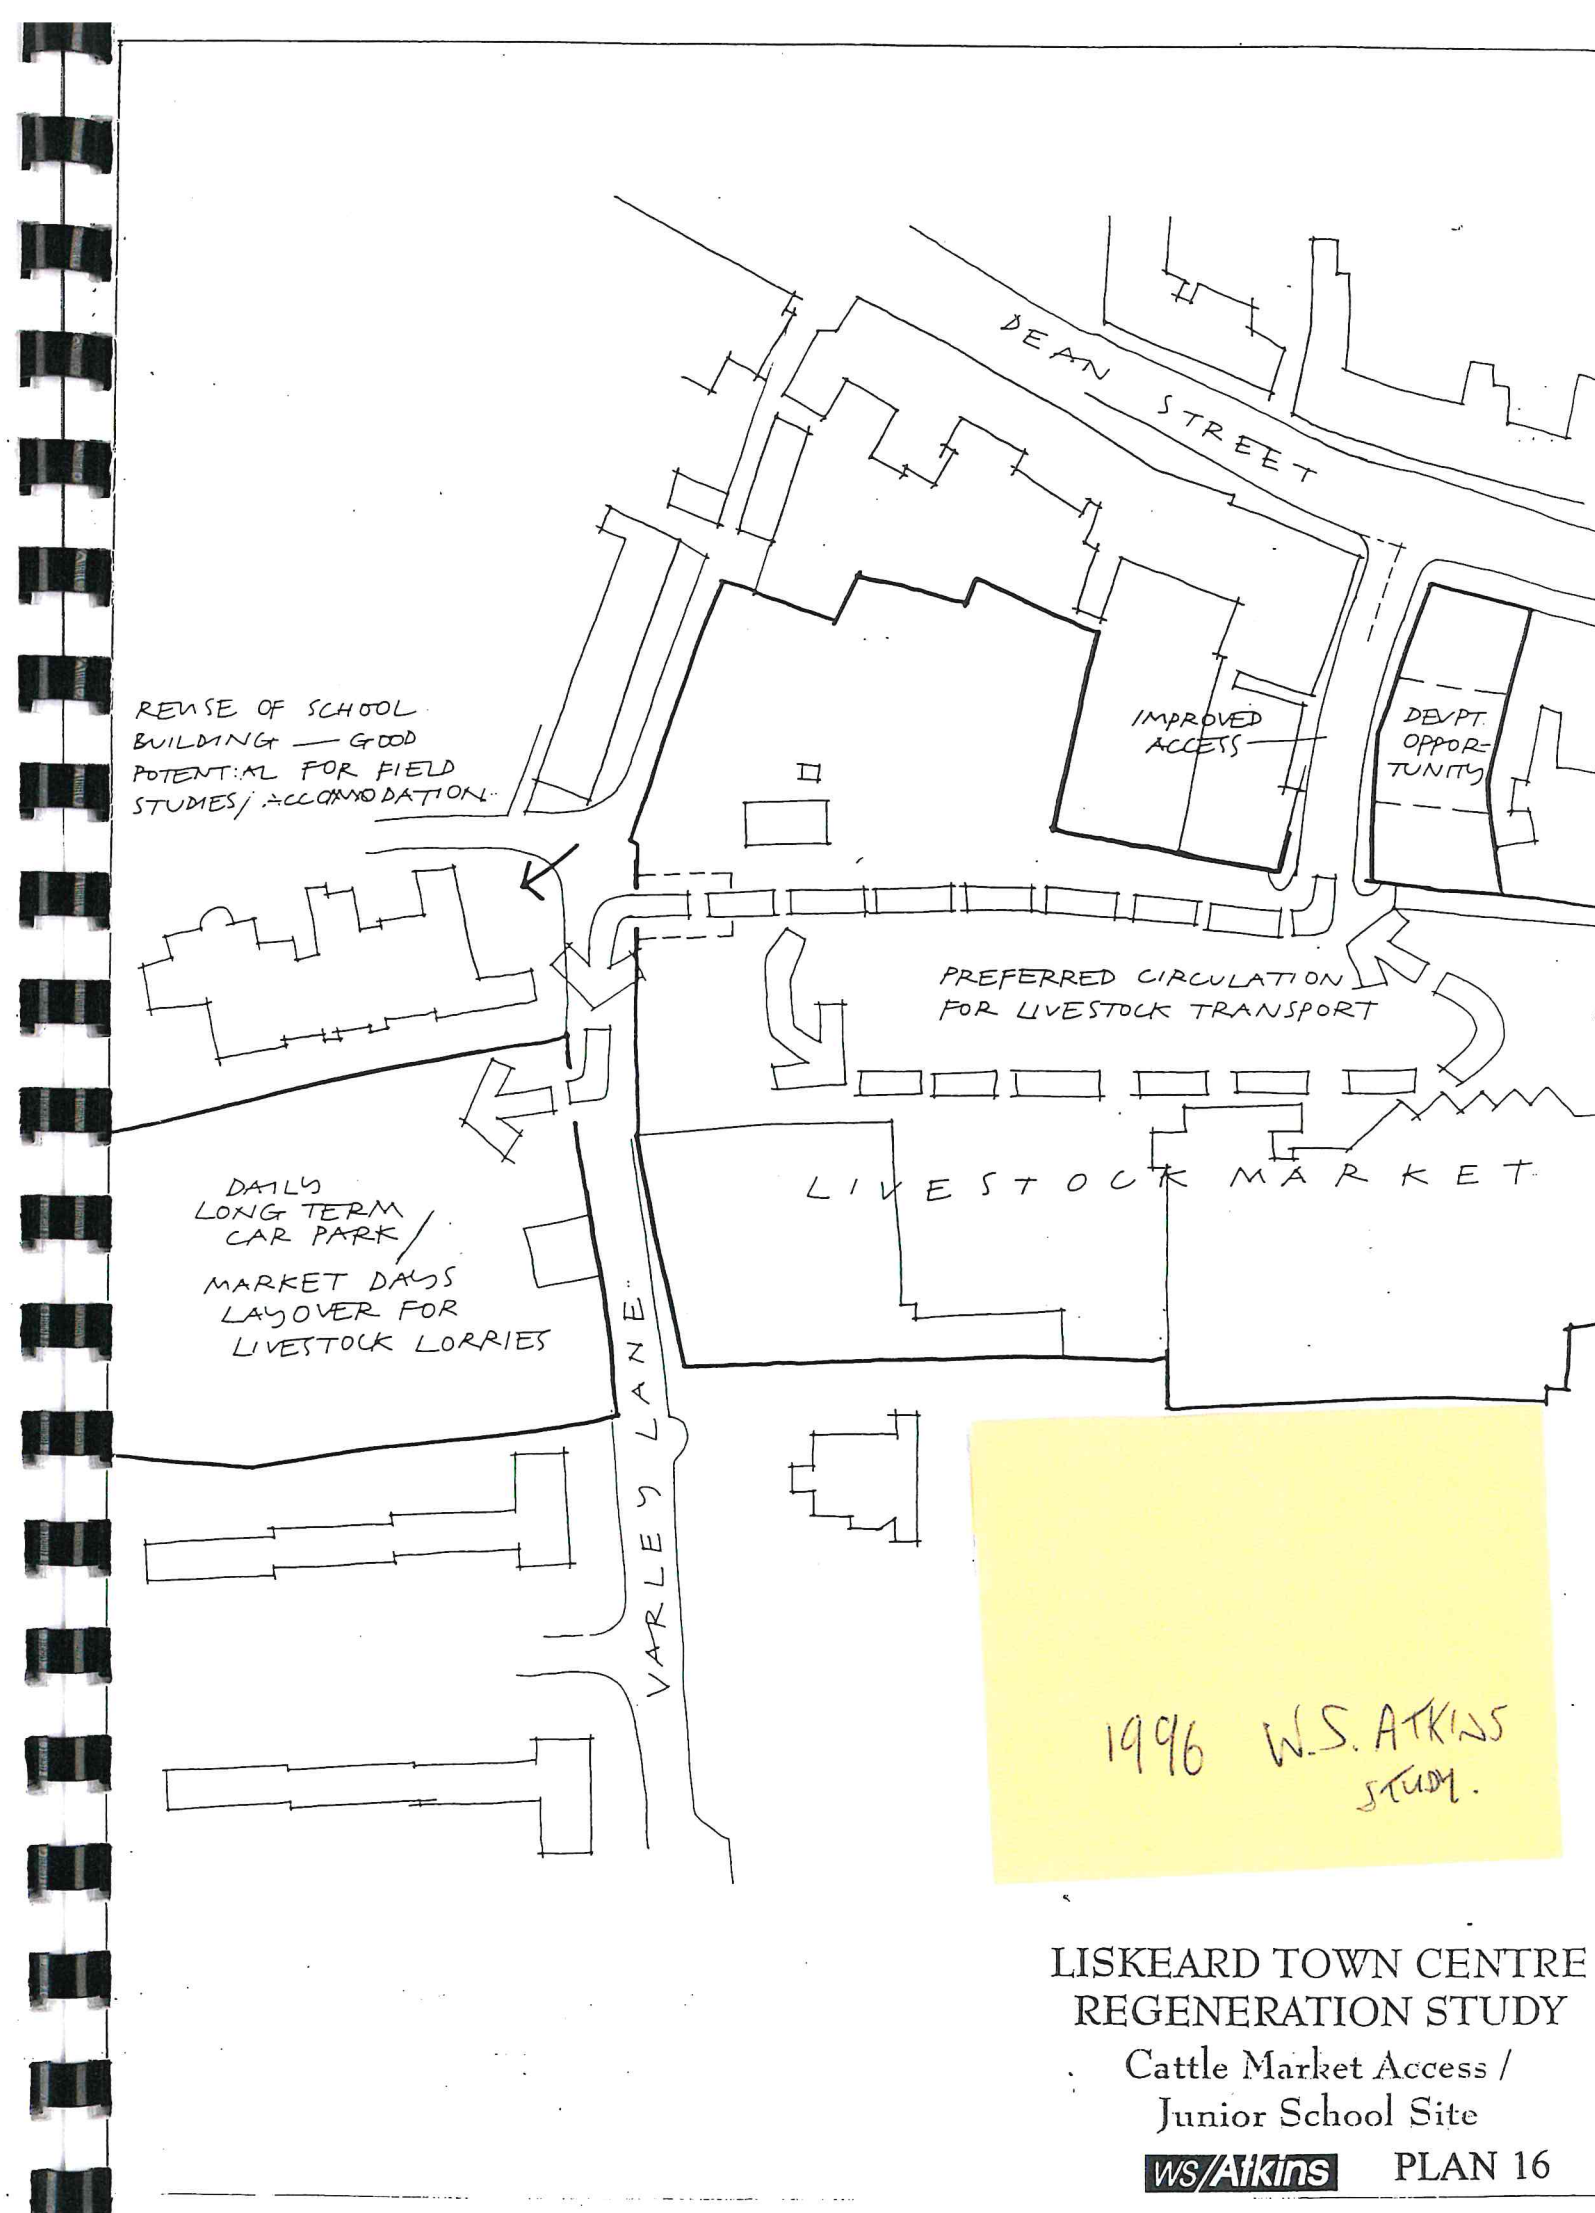 DEAN STREET
REUSE OF SCHOOL
BUILDING — GOOD
POTENTIAL FOR FIELD
STUDIES/ACCOMODATION.
IMPROVED
ACCESS
DEVPT.
OPPOR-
TUNITY
PREFERRED CIRCULATION
FOR LIVESTOCK TRANSPORT
LIVESTOCK MARKET
DAILY
LONG TERM
CAR PARK/
MARKET DAYS
LAYOVER FOR
LIVESTOCK LORRIES
VARLEY LANE
1996 W.S. ATKINS
STUDY.
LISKEARD TOWN CENTRE
REGENERATION STUDY
Cattle Market Access /
Junior School Site
WS/Atkins PLAN 16